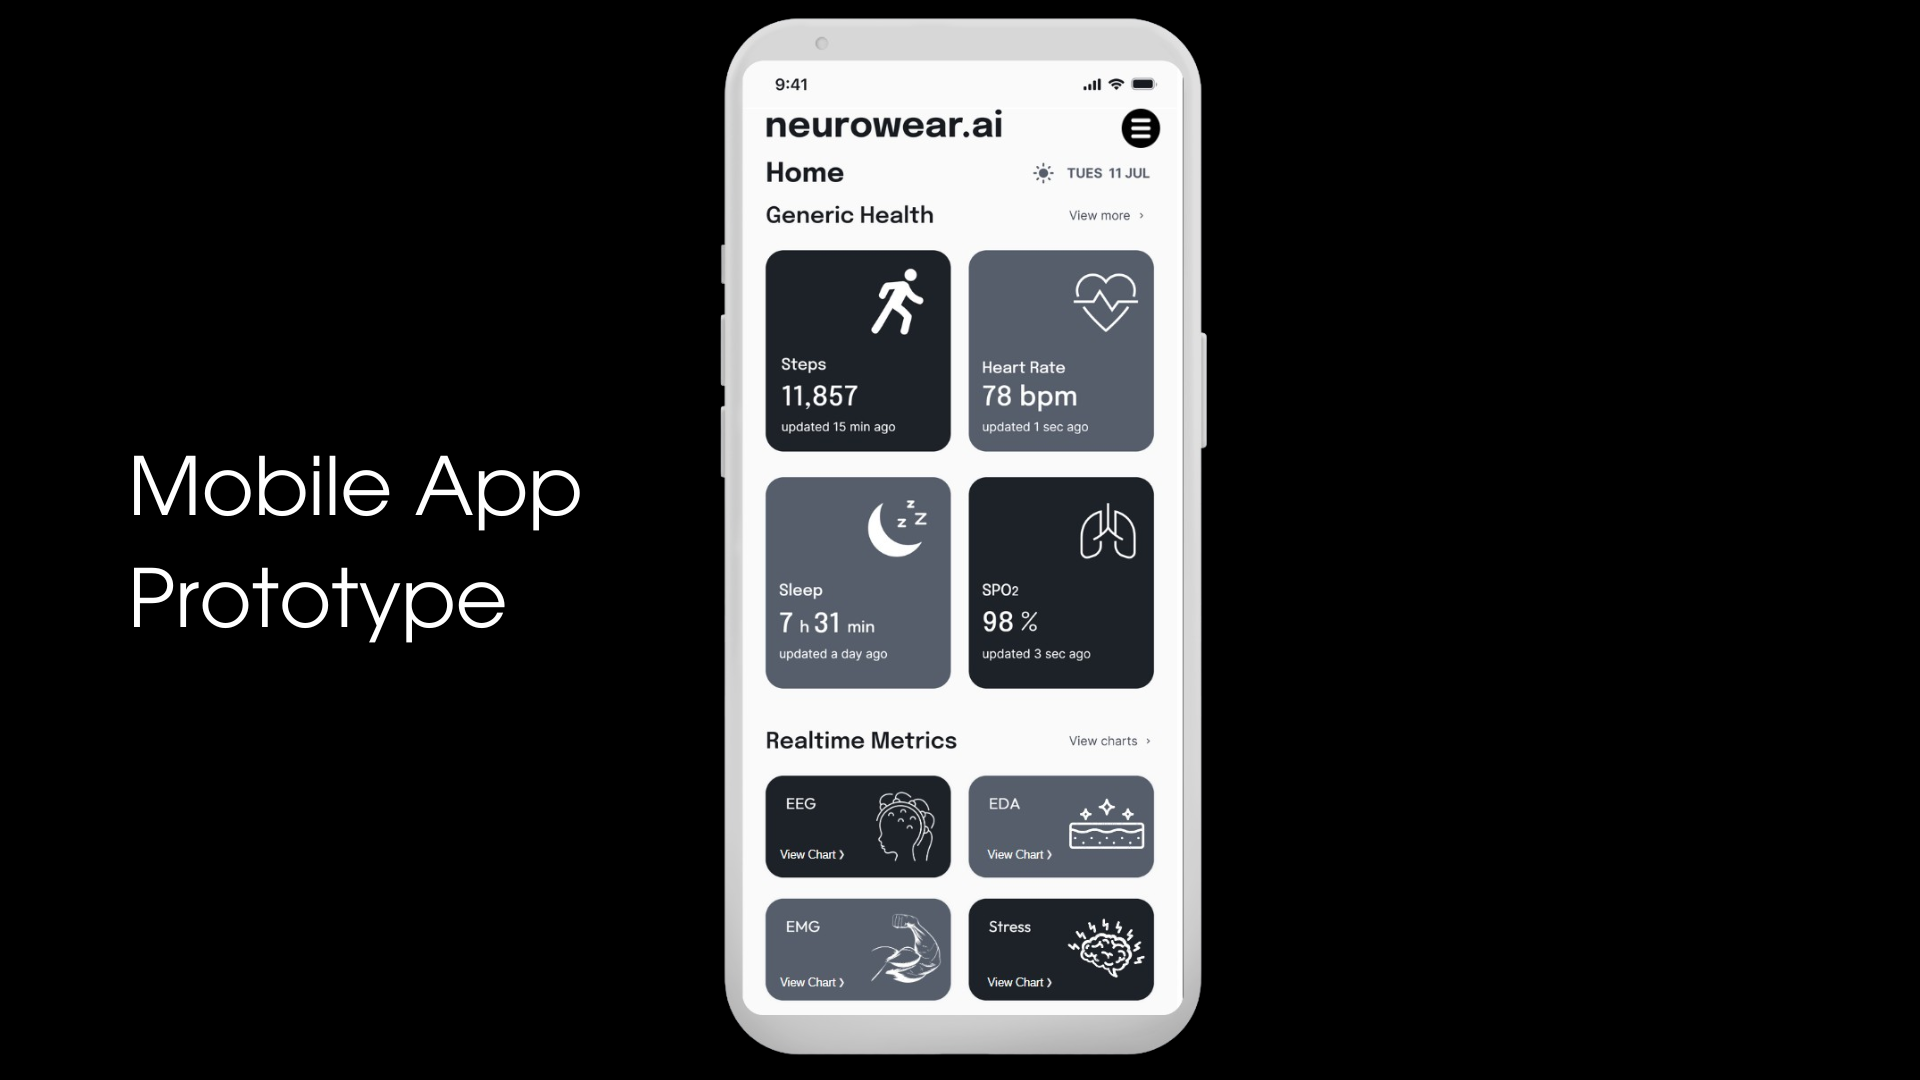 Mobile App
Prototype
9:41
neurowear.ai
Home
TUES 11 JUL
Generic Health
View more ›
Steps
11,857
updated 15 min ago
Heart Rate
78 bpm
updated 1 sec ago
z z Z
Sleep
7 h 31 min
updated a day ago
SPO2
98 %
updated 3 sec ago
Realtime Metrics
View charts ›
EEG
View Chart ❯
EDA
View Chart ❯
EMG
View Chart ❯
Stress
View Chart ❯